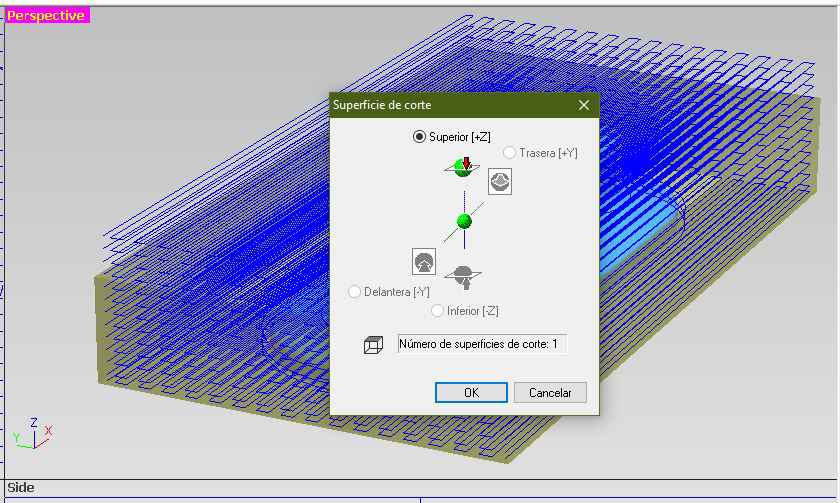 Perspective
Superficie de corte
Superior [+Z]
Trasera [+Y]
Delantera [-Y]
Inferior [-Z]
Número de superficies de corte: 1
OK
Cancelar
Z
X
Y
Side